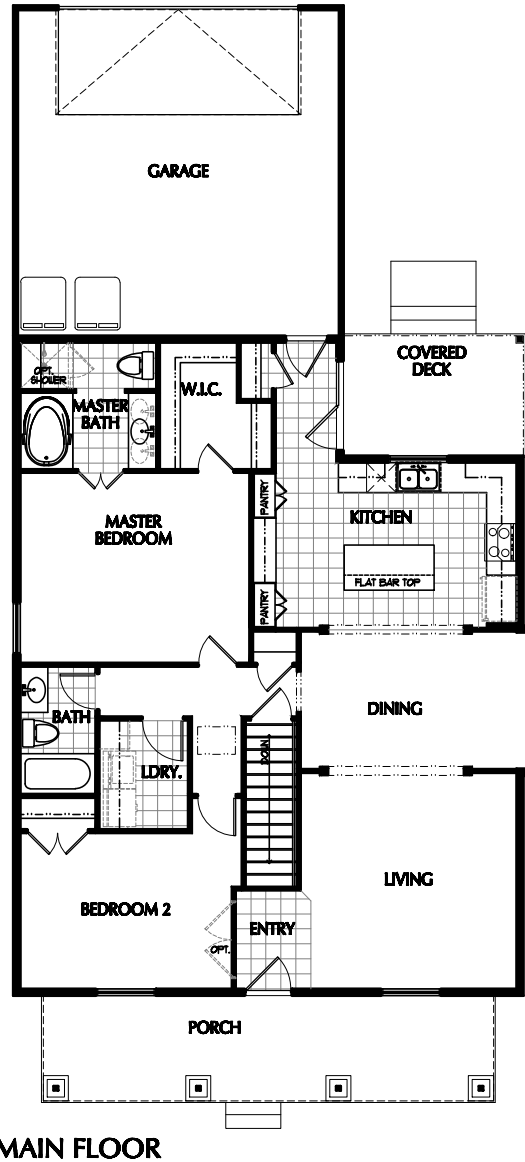 GARAGE
COVERED
DECK
OPT.
SHOWER
W.I.C.
MASTER
BATH
PANTRY
KITCHEN
MASTER
BEDROOM
FLAT BAR TOP
PANTRY
BATH
DINING
DOWN.
LDRY.
LIVING
BEDROOM 2
ENTRY
OPT.
PORCH
MAIN FLOOR